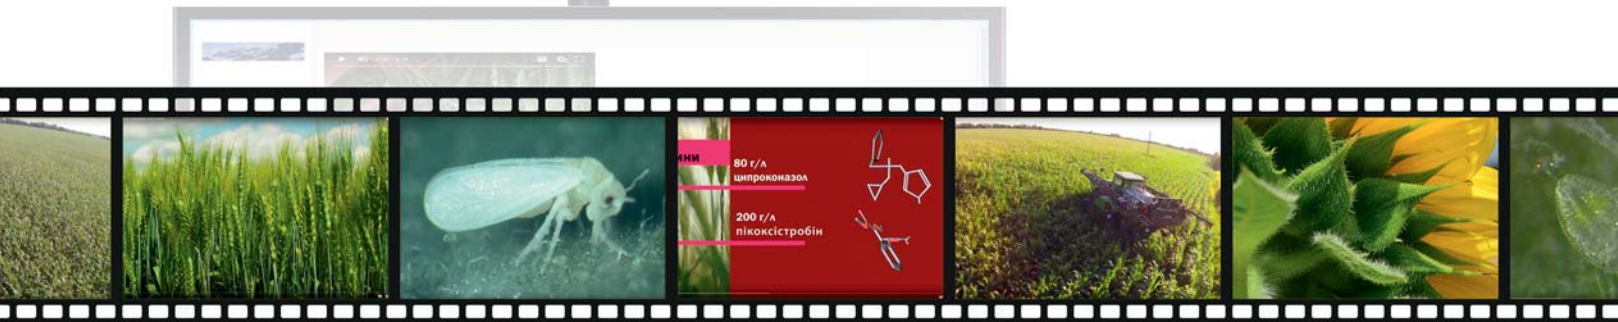 ини
80 г/л
ципроконазол
200 г/л
пікоксістробін